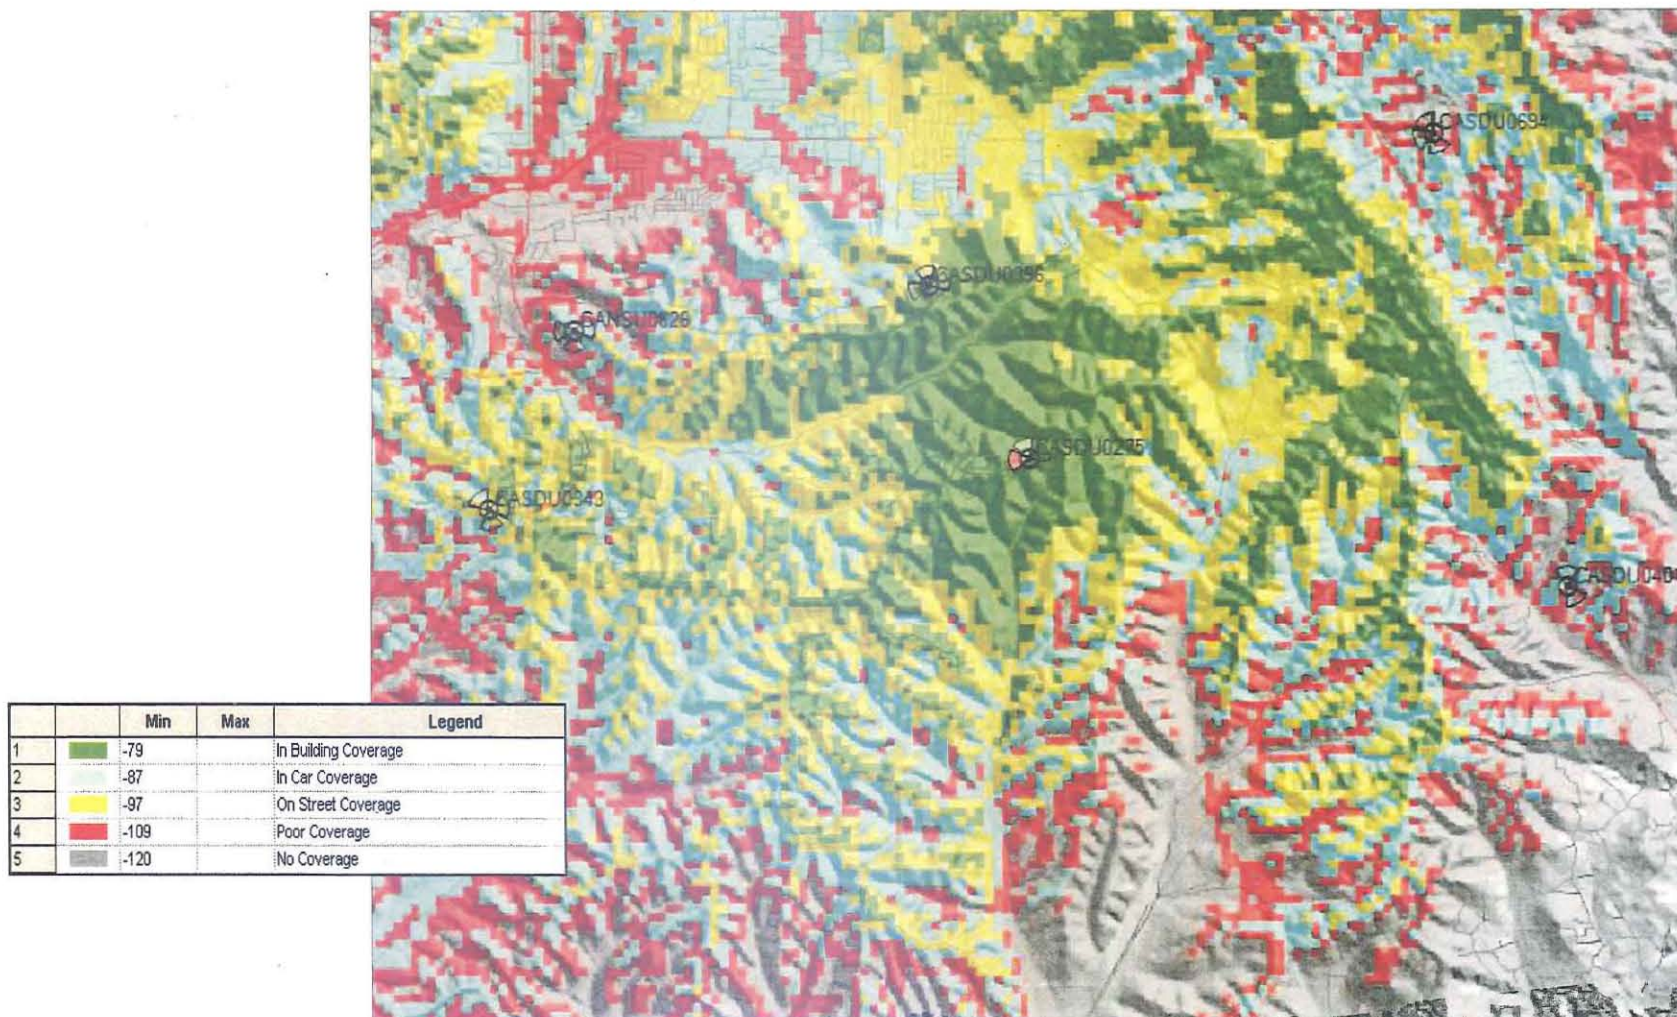 CASDU0694
CASDU0396
CASDU0275
CASDU0343
Min Max Legend
1 -79 In Building Coverage
2 -87 In Car Coverage
3 -97 On Street Coverage
4 -109 Poor Coverage
5 -120 No Coverage